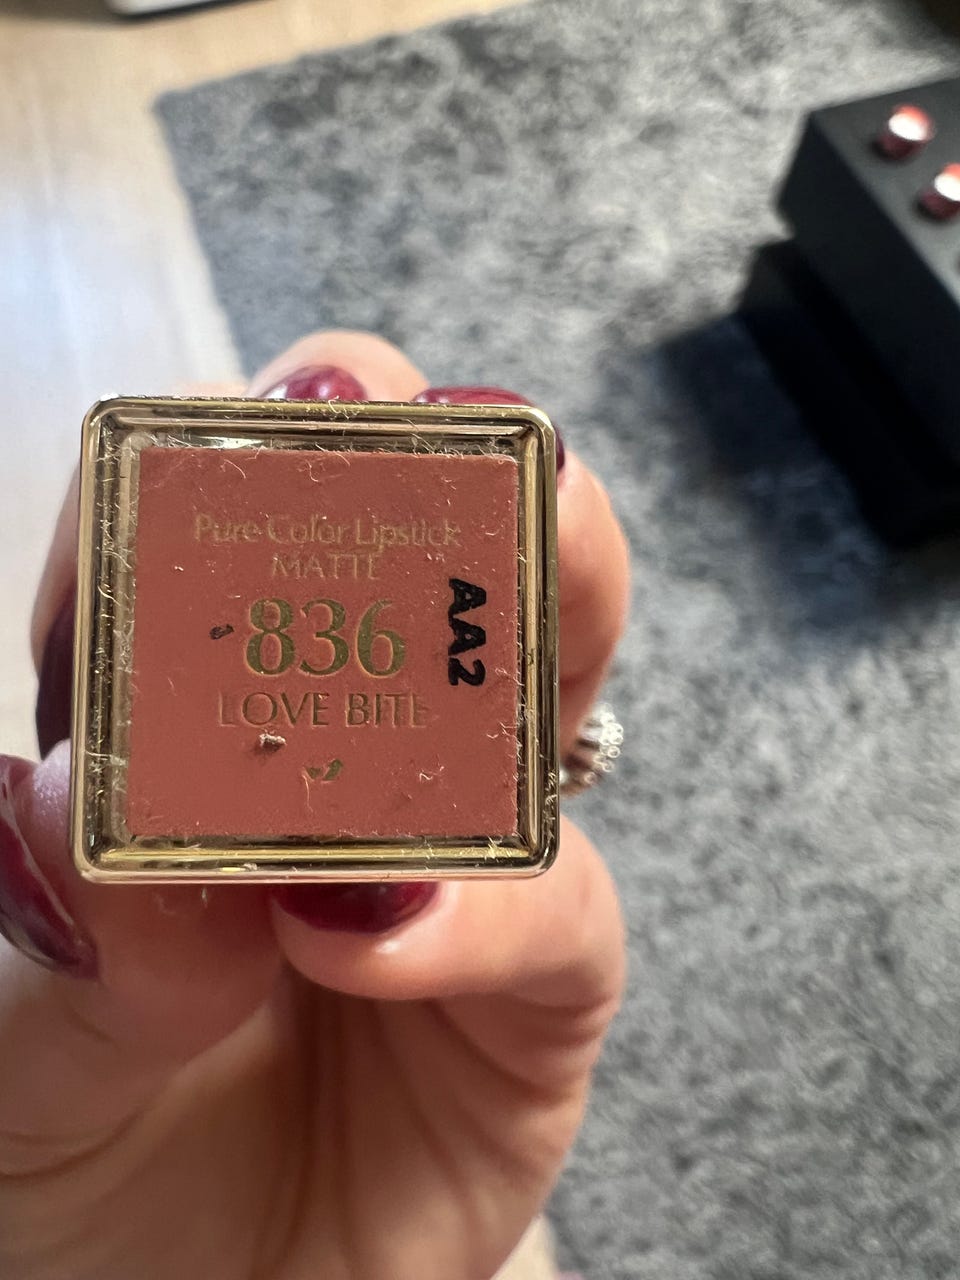 Pure Color Lipstick
MATTE
836
LOVE BITE
AA2